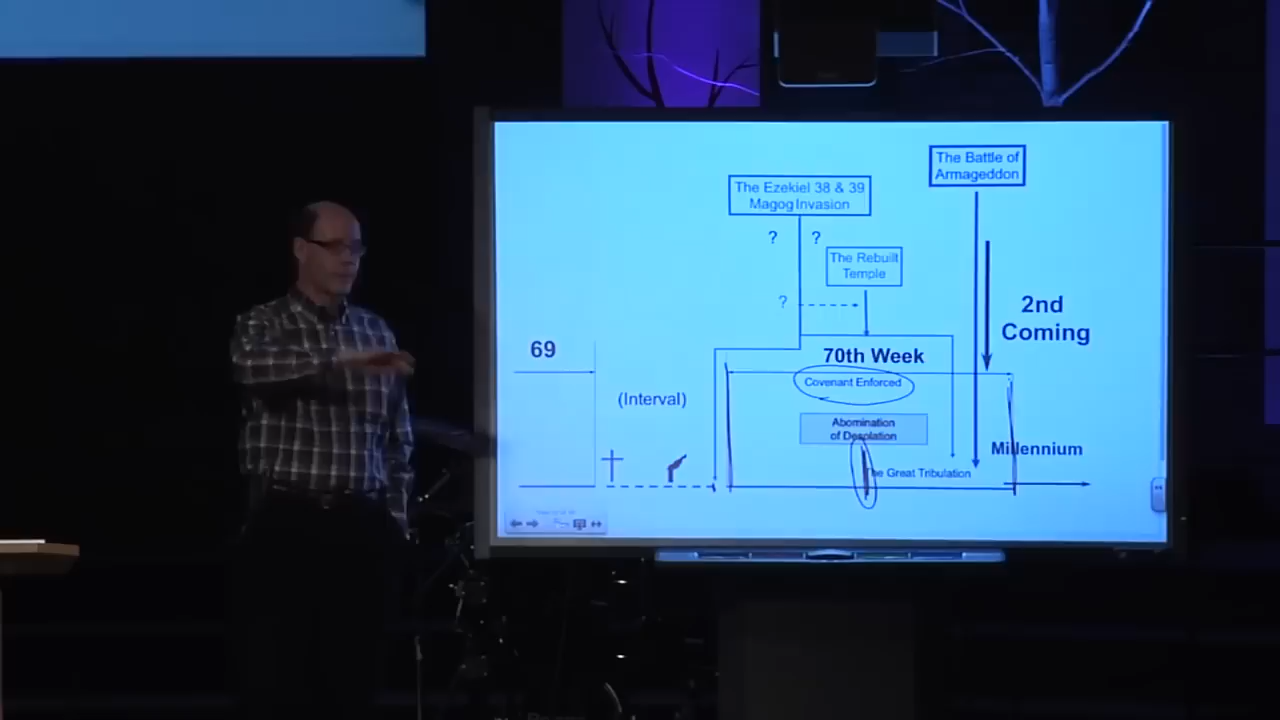 The Battle of
Armageddon
The Ezekiel 38 & 39
Magog Invasion
?
?
The Rebuilt
Temple
?
2nd
Coming
69
70th Week
Covenant Enforced
(Interval)
Abomination
of Desolation
Millennium
The Great Tribulation